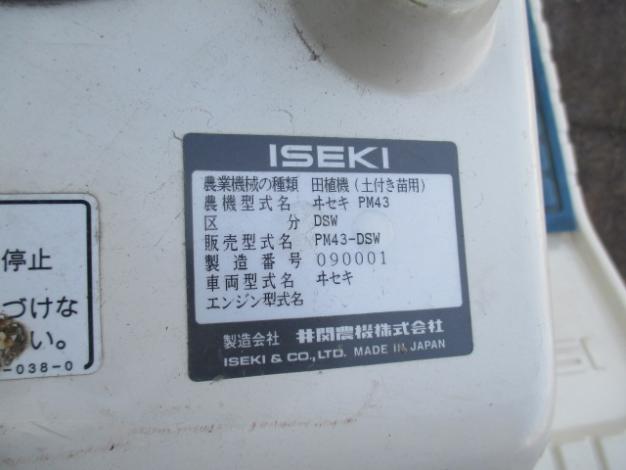 ISEKI
農業機械の種類 田植機(土付き苗用)
農機型式名 ヰセキ PM43
区分 DSW
販売型式名 PM43-DSW
製造番号 090001
車両型式名 ヰセキ
エンジン型式名
製造会社 井関農機株式会社
ISEKI & CO., LTD. MADE IN JAPAN
停止
づけな
い。
-038-0